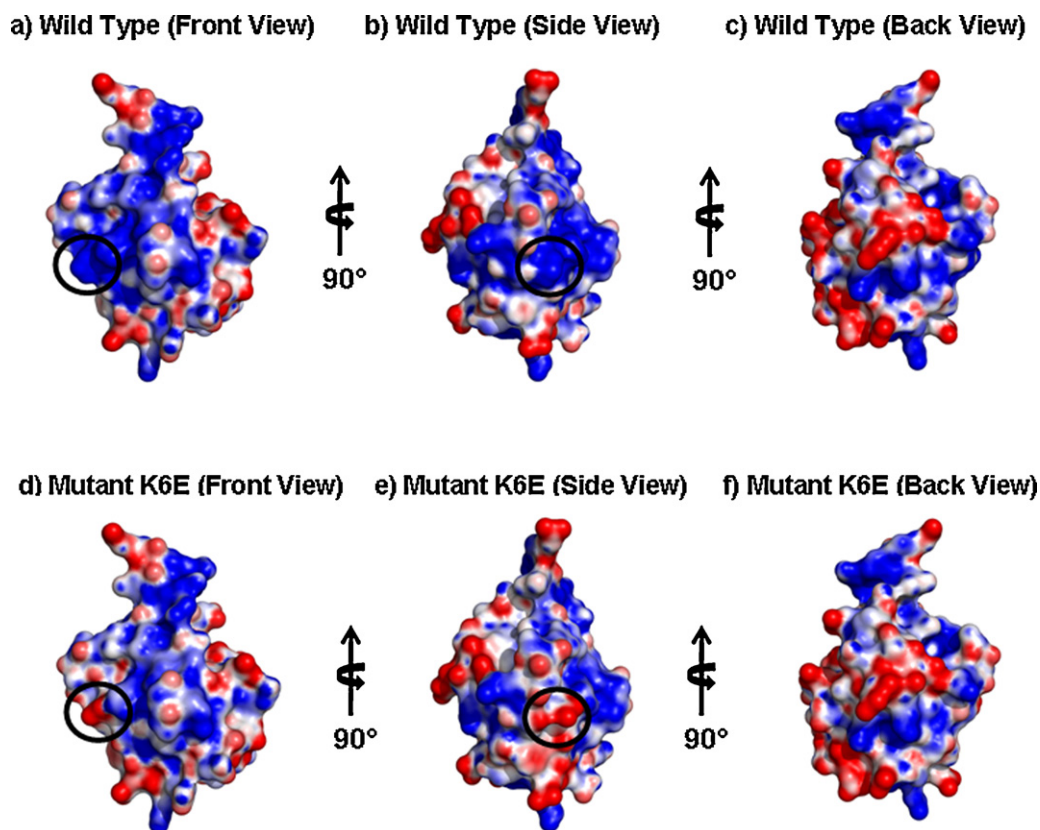 a) Wild Type (Front View)
b) Wild Type (Side View)
c) Wild Type (Back View)
90°
90°
d) Mutant K6E (Front View)
e) Mutant K6E (Side View)
f) Mutant K6E (Back View)
90°
90°